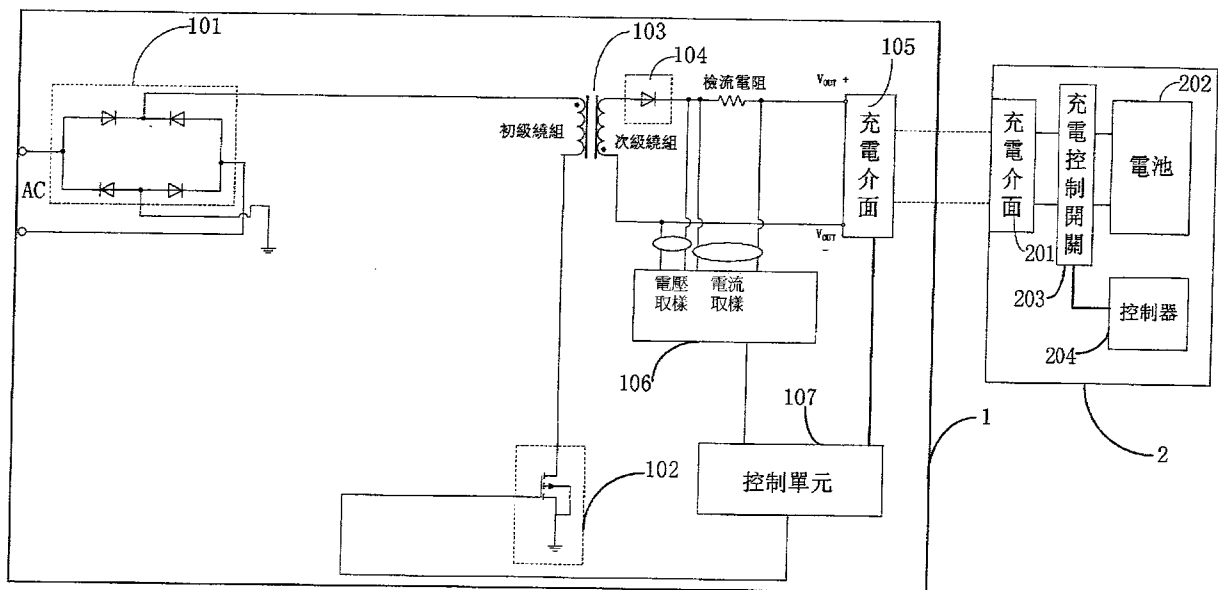 101
103
104
105
檢流電阻
V_OUT +
202
初級繞組
次級繞組
充電介面
充電介面
充電控制開關
電池
AC
V_OUT -
201
電壓取樣
電流取樣
203
控制器
204
106
107
1
2
102
控制單元